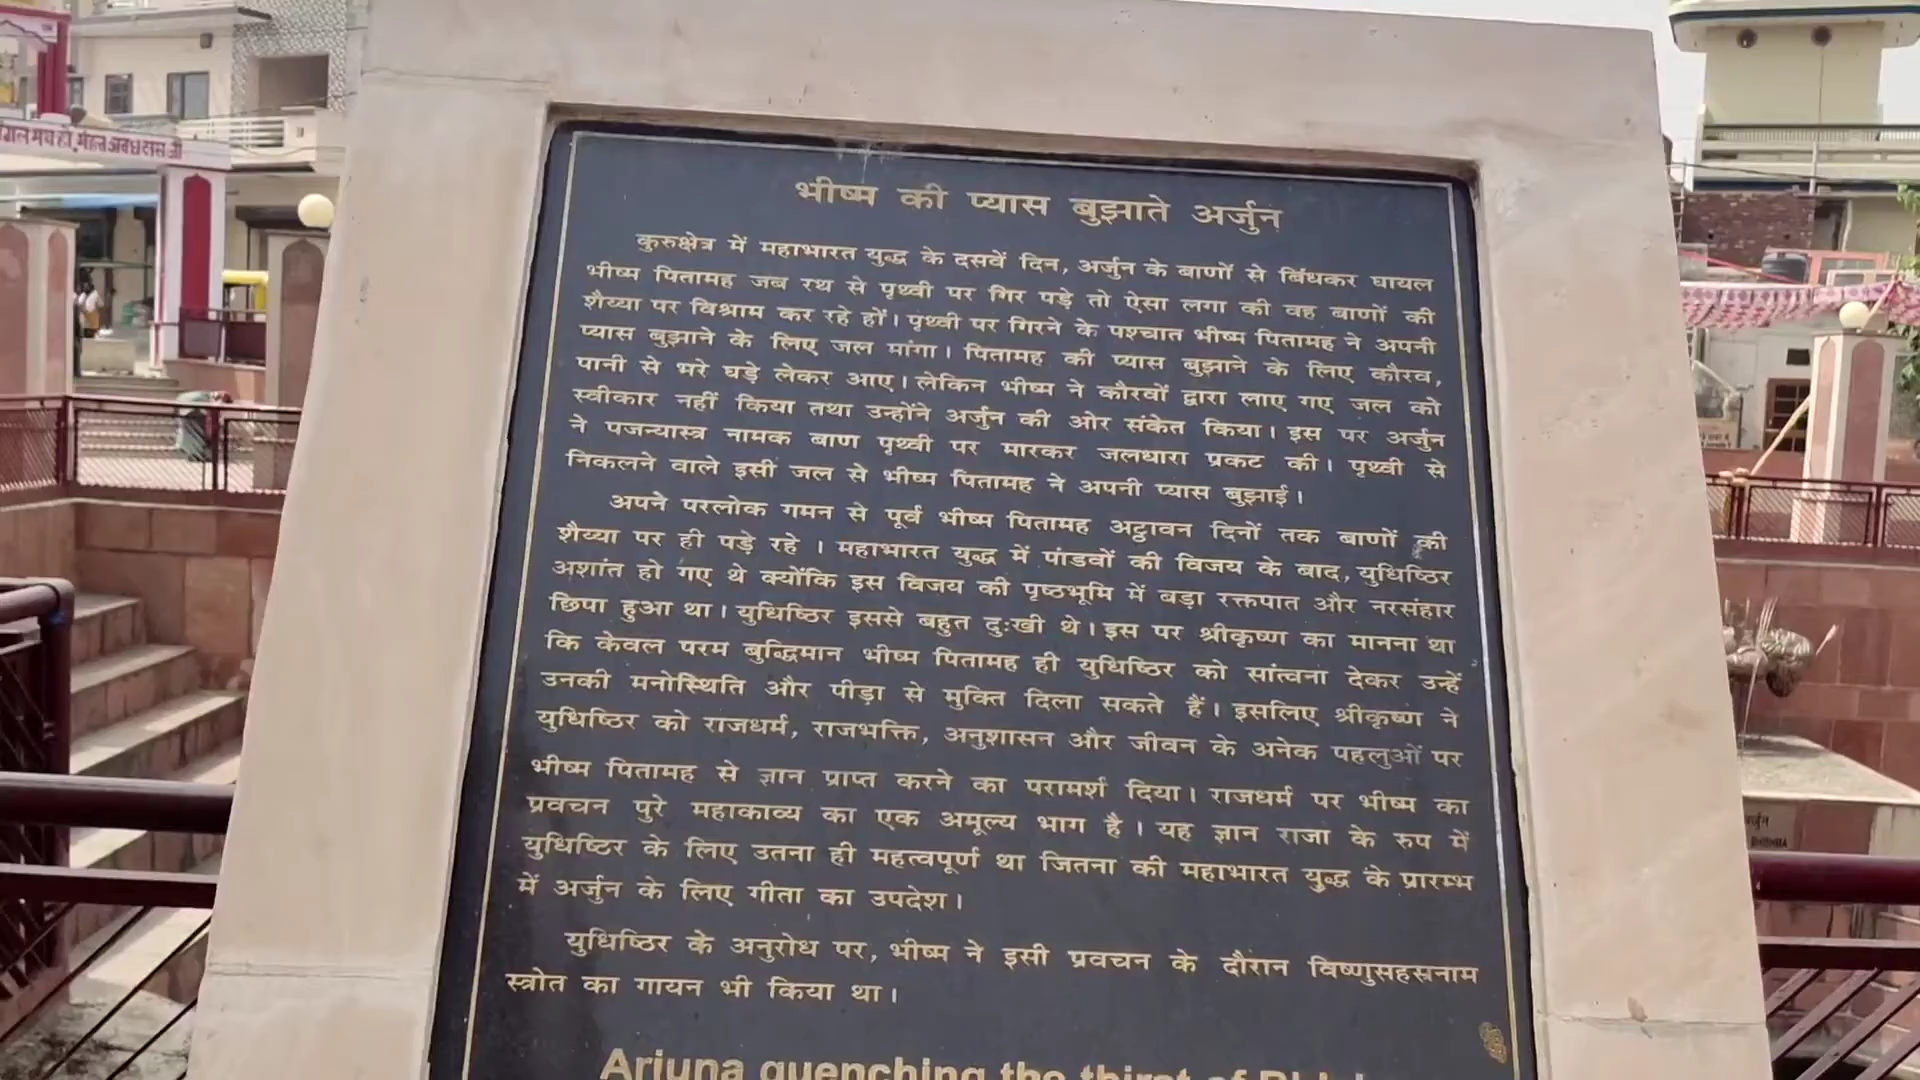 भीष्म की प्यास बुझाते अर्जुन
कुरुक्षेत्र में महाभारत युद्ध के दसवें दिन, अर्जुन के बाणों से बिंधकर घायल
भीष्म पितामह जब रथ से पृथ्वी पर गिर पड़े तो ऐसा लगा की वह बाणों की
शैय्या पर विश्राम कर रहे हों। पृथ्वी पर गिरने के पश्चात भीष्म पितामह ने अपनी
प्यास बुझाने के लिए जल मांगा। पितामह की प्यास बुझाने के लिए कौरव,
पानी से भरे घड़े लेकर आए। लेकिन भीष्म ने कौरवों द्वारा लाए गए जल को
स्वीकार नहीं किया तथा उन्होंने अर्जुन की ओर संकेत किया। इस पर अर्जुन
ने पजन्यास्त्र नामक बाण पृथ्वी पर मारकर जलधारा प्रकट की। पृथ्वी से
निकलने वाले इसी जल से भीष्म पितामह ने अपनी प्यास बुझाई।
अपने परलोक गमन से पूर्व भीष्म पितामह अट्ठावन दिनों तक बाणों की
शैय्या पर ही पड़े रहे । महाभारत युद्ध में पांडवों की विजय के बाद, युधिष्ठिर
अशांत हो गए थे क्योंकि इस विजय की पृष्ठभूमि में बड़ा रक्तपात और नरसंहार
छिपा हुआ था। युधिष्ठिर इससे बहुत दुःखी थे। इस पर श्रीकृष्ण का मानना था
कि केवल परम बुद्धिमान भीष्म पितामह ही युधिष्ठिर को सांत्वना देकर उन्हें
उनकी मनोस्थिति और पीड़ा से मुक्ति दिला सकते हैं। इसलिए श्रीकृष्ण ने
युधिष्ठिर को राजधर्म, राजभक्ति, अनुशासन और जीवन के अनेक पहलुओं पर
भीष्म पितामह से ज्ञान प्राप्त करने का परामर्श दिया। राजधर्म पर भीष्म का
प्रवचन पुरे महाकाव्य का एक अमूल्य भाग है। यह ज्ञान राजा के रुप में
युधिष्टिर के लिए उतना ही महत्वपूर्ण था जितना की महाभारत युद्ध के प्रारम्भ
में अर्जुन के लिए गीता का उपदेश।
युधिष्ठिर के अनुरोध पर, भीष्म ने इसी प्रवचन के दौरान विष्णुसहसनाम
स्त्रोत का गायन भी किया था।
Arjuna quenching the thirst of